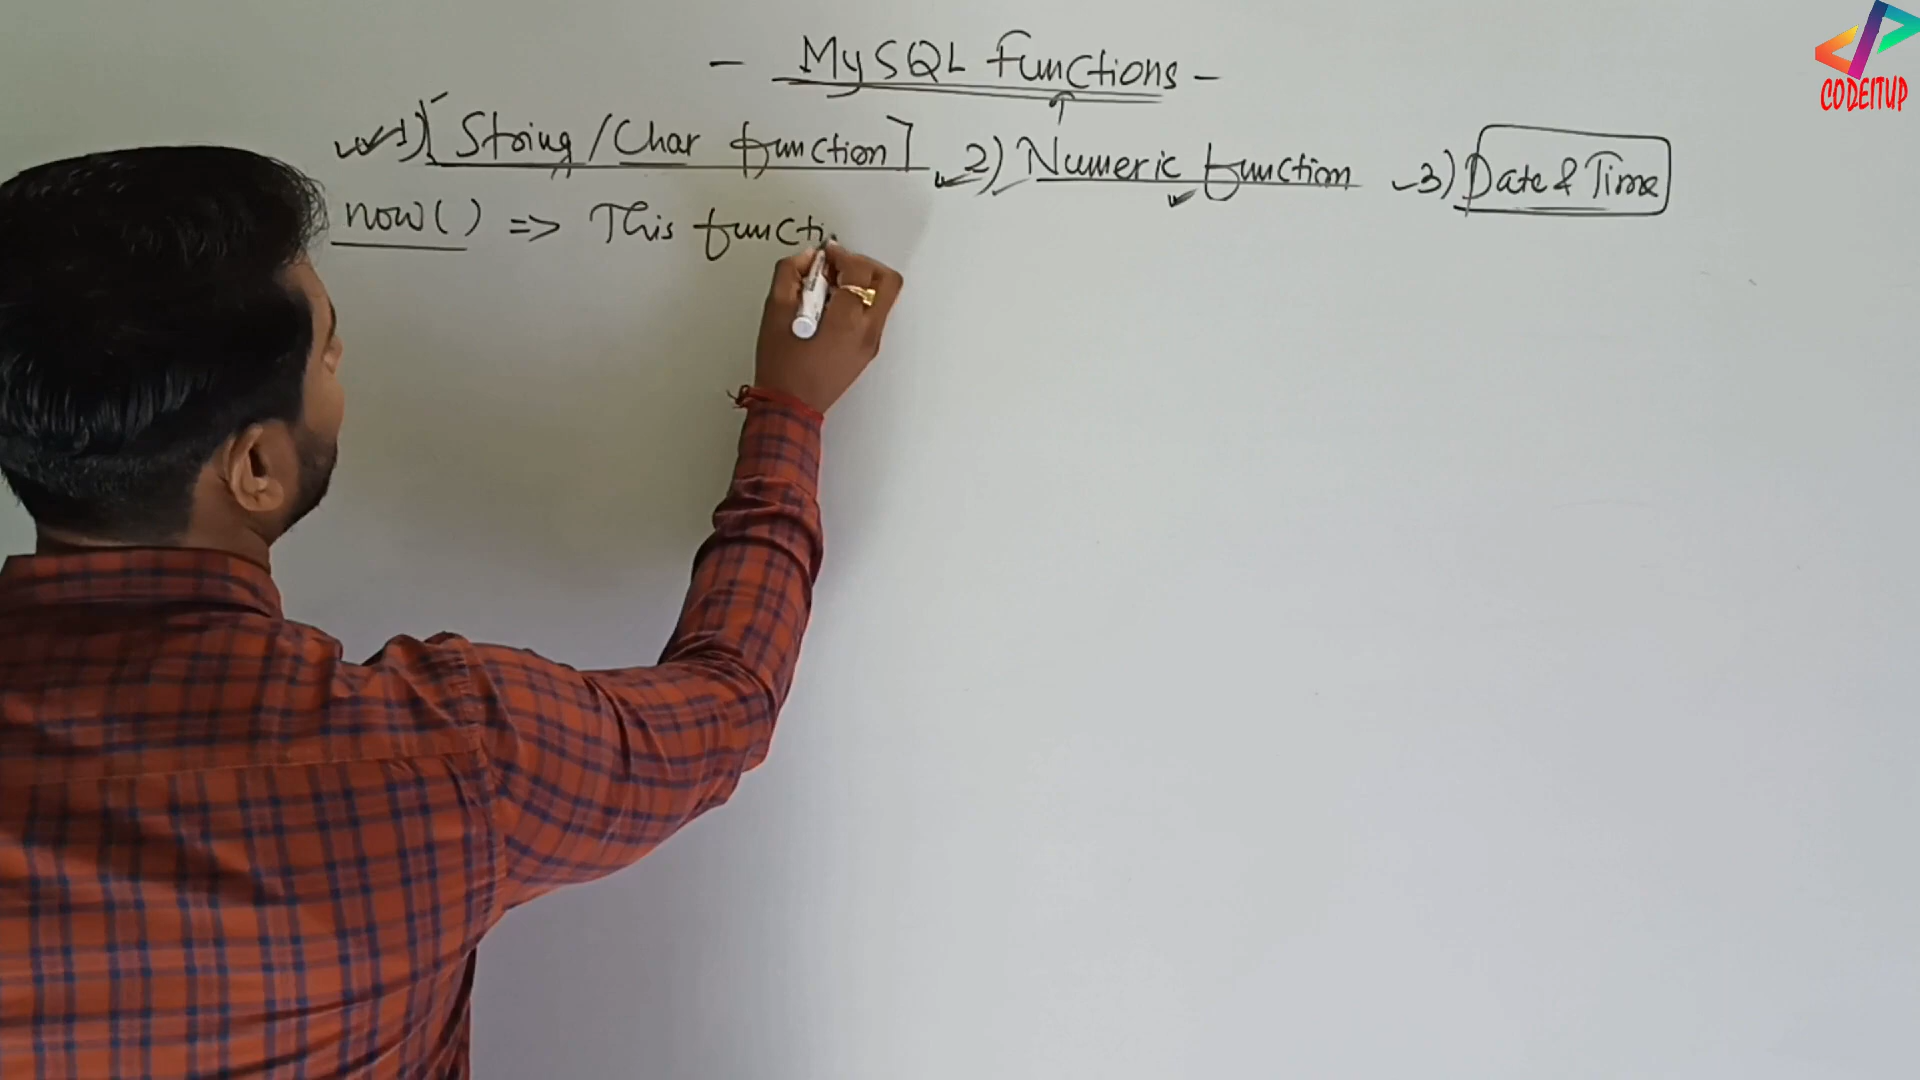 - MySQL Functions -
1) [String/Char function] 2) Numeric function 3) Date & Time
now() => This functi
CODEITUP